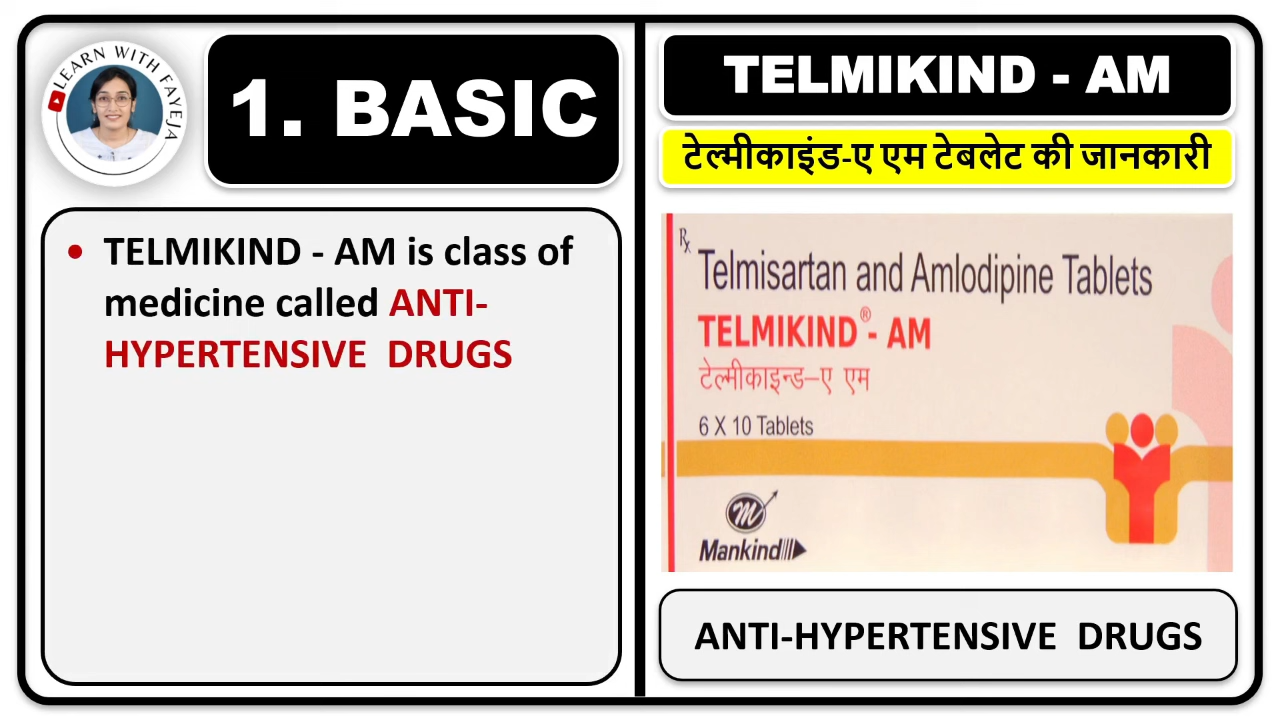 LEARN WITH FAYEJA
1. BASIC
• TELMIKIND - AM is class of
medicine called ANTI-
HYPERTENSIVE DRUGS
TELMIKIND - AM
टेल्मीकाइंड-ए एम टेबलेट की जानकारी
Rx
Telmisartan and Amlodipine Tablets
TELMIKIND® - AM
टेल्मीकाइन्ड–ए एम
6 X 10 Tablets
m
Mankind
ANTI-HYPERTENSIVE DRUGS